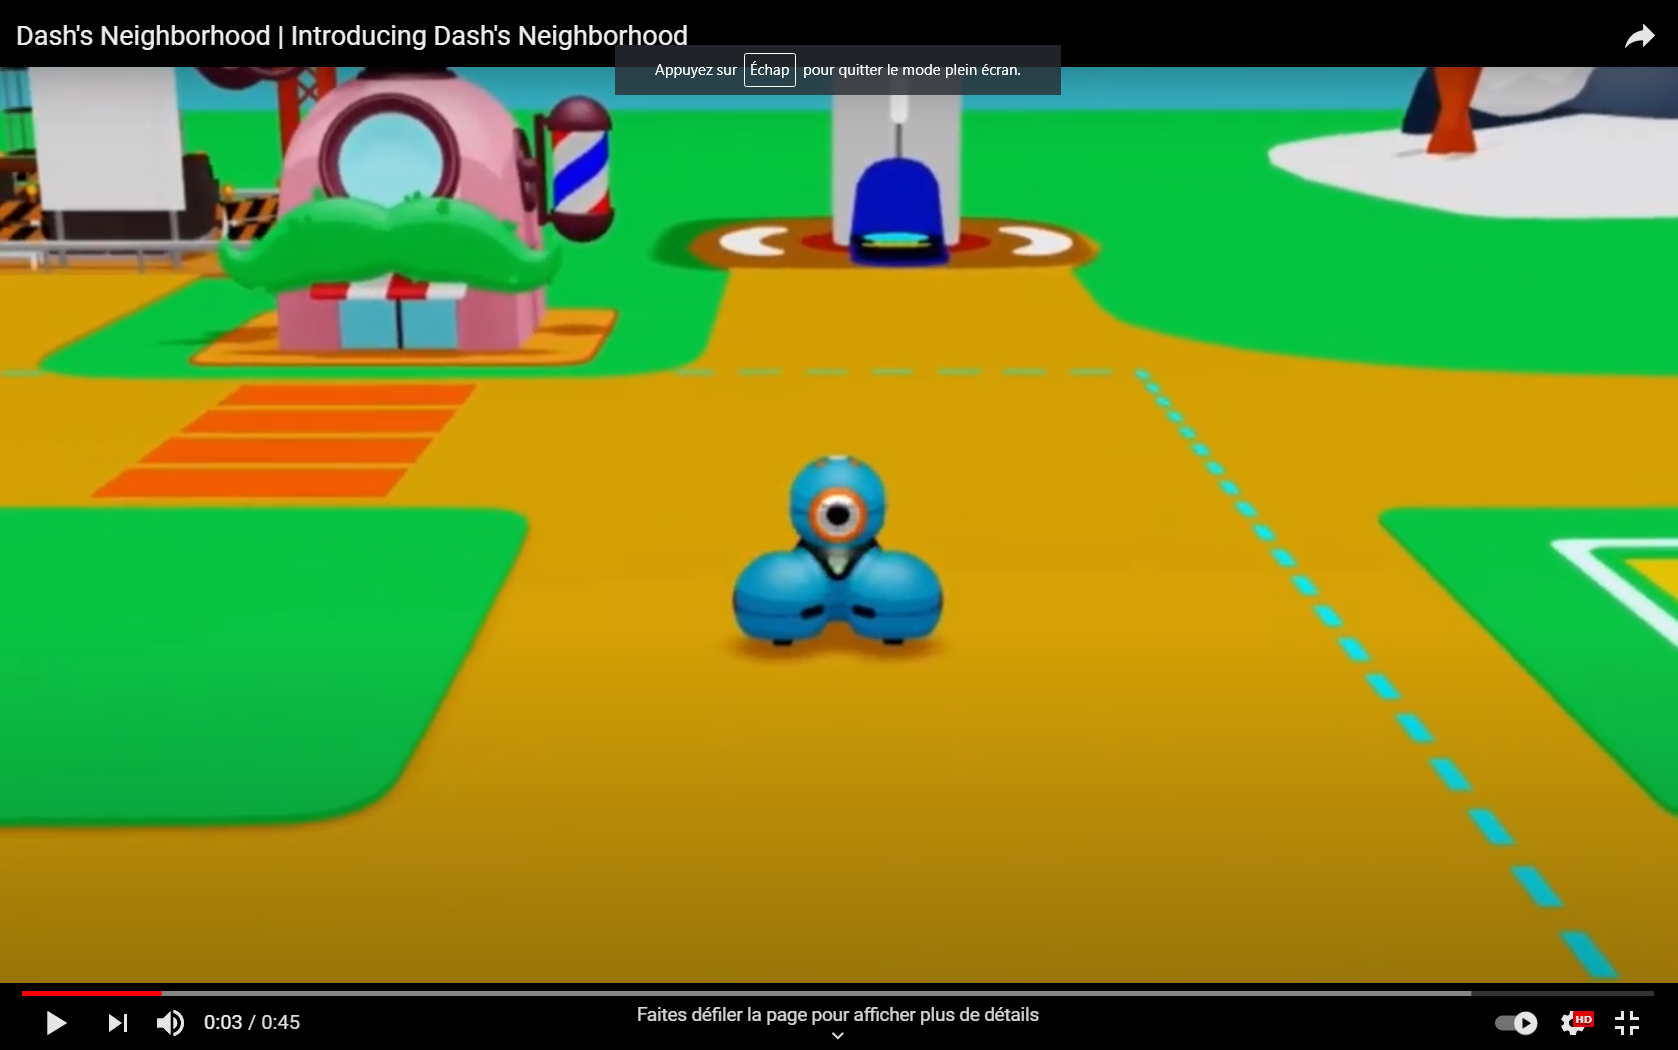 Dash's Neighborhood | Introducing Dash's Neighborhood
Appuyez sur Échap pour quitter le mode plein écran.
0:03 / 0:45
Faites défiler la page pour afficher plus de détails
HD